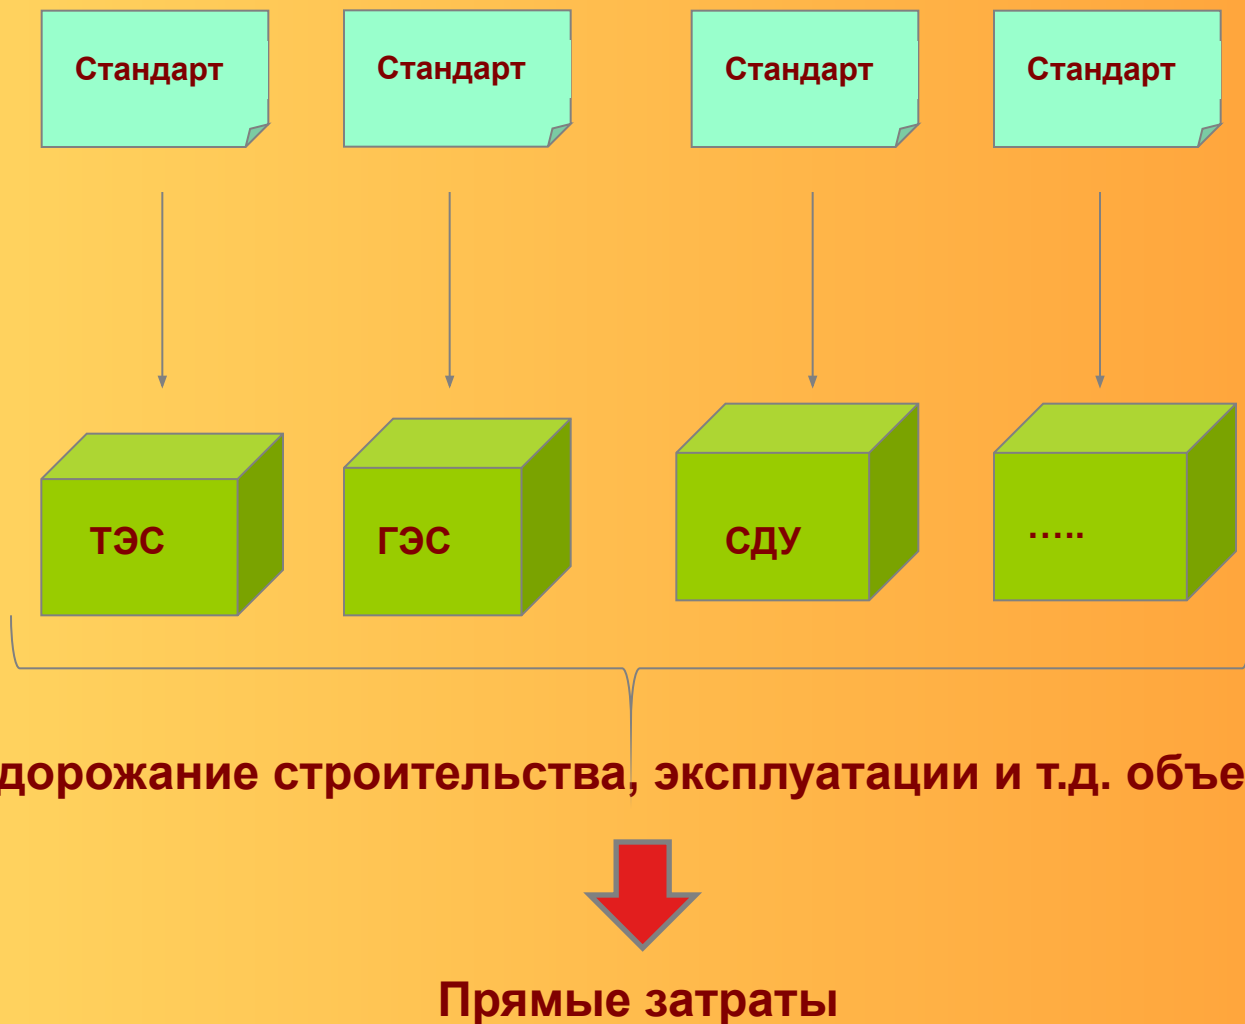 Стандарт
Стандарт
Стандарт
Стандарт
ТЭС
ГЭС
СДУ
.....
дорожание строительства, эксплуатации и т.д. объе
Прямые затраты